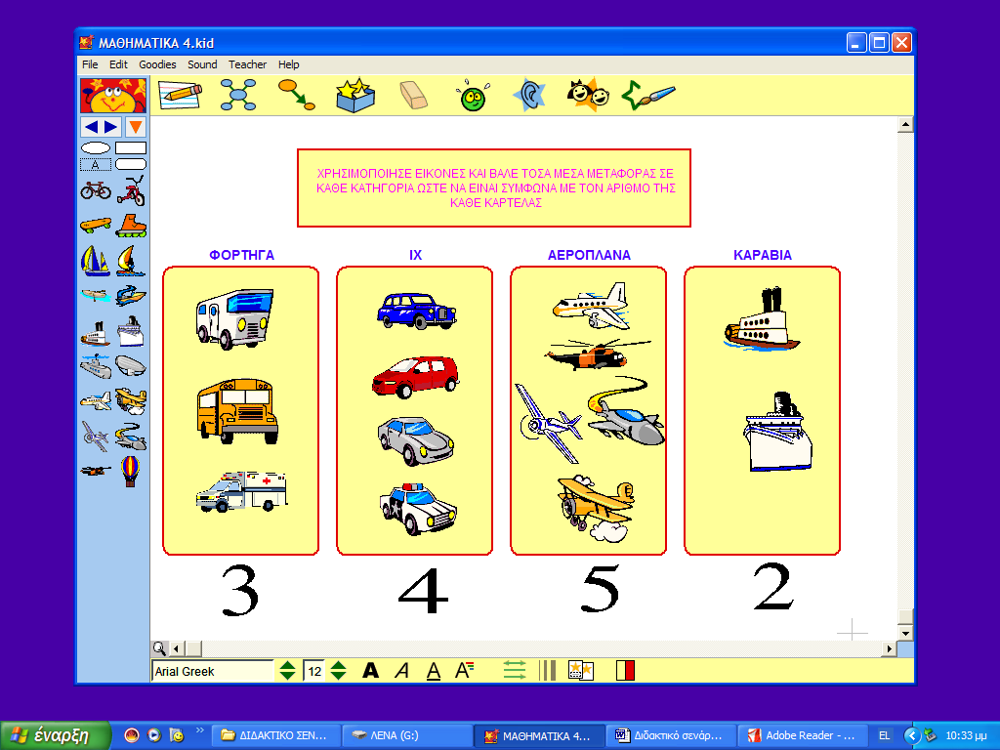 ΜΑΘΗΜΑΤΙΚΑ 4.kid
File Edit Goodies Sound Teacher Help
A
ΧΡΗΣΙΜΟΠΟΙΗΣΕ ΕΙΚΟΝΕΣ ΚΑΙ ΒΑΛΕ ΤΟΣΑ ΜΕΣΑ ΜΕΤΑΦΟΡΑΣ ΣΕ
ΚΑΘΕ ΚΑΤΗΓΟΡΙΑ ΩΣΤΕ ΝΑ ΕΙΝΑΙ ΣΥΜΦΩΝΑ ΜΕ ΤΟΝ ΑΡΙΘΜΟ ΤΗΣ
ΚΑΘΕ ΚΑΡΤΕΛΑΣ
ΦΟΡΤΗΓΑ ΙΧ ΑΕΡΟΠΛΑΝΑ ΚΑΡΑΒΙΑ
3 4 5 2
Arial Greek 12 A A A A
έναρξη ΔΙΔΑΚΤΙΚΟ ΣΕΝ... ΛΕΝΑ (G:) ΜΑΘΗΜΑΤΙΚΑ 4.... Διδακτικό σενάρ... Adobe Reader - ... EL 10:33 μμ